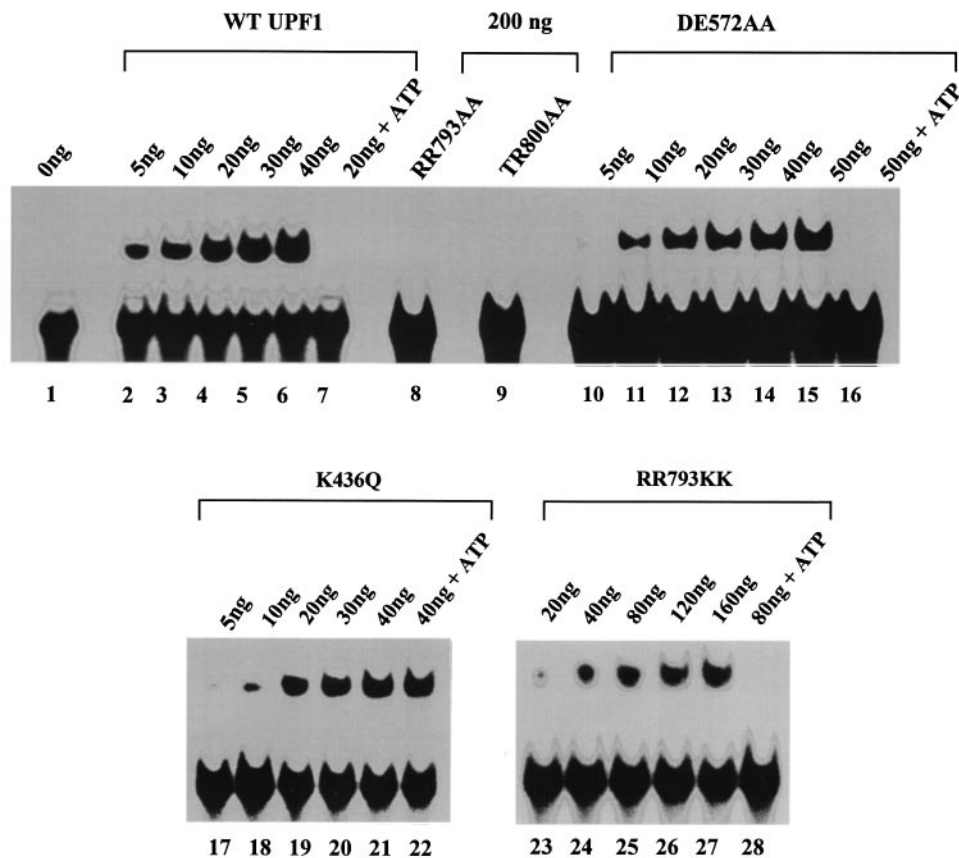 WT UPF1 200 ng DE572AA
0ng 5ng 10ng 20ng 30ng 40ng 20ng + ATP RR793AA TR800AA 5ng 10ng 20ng 30ng 40ng 50ng 50ng + ATP
1 2 3 4 5 6 7 8 9 10 11 12 13 14 15 16
K436Q RR793KK
5ng 10ng 20ng 30ng 40ng 40ng + ATP 20ng 40ng 80ng 120ng 160ng 80ng + ATP
17 18 19 20 21 22 23 24 25 26 27 28